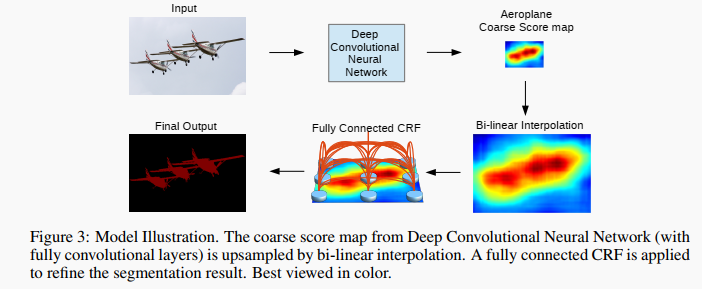 Input
Deep
Convolutional
Neural
Network
Aeroplane
Coarse Score map
Final Output
Fully Connected CRF
Bi-linear Interpolation
Figure 3: Model Illustration. The coarse score map from Deep Convolutional Neural Network (with
fully convolutional layers) is upsampled by bi-linear interpolation. A fully connected CRF is applied
to refine the segmentation result. Best viewed in color.